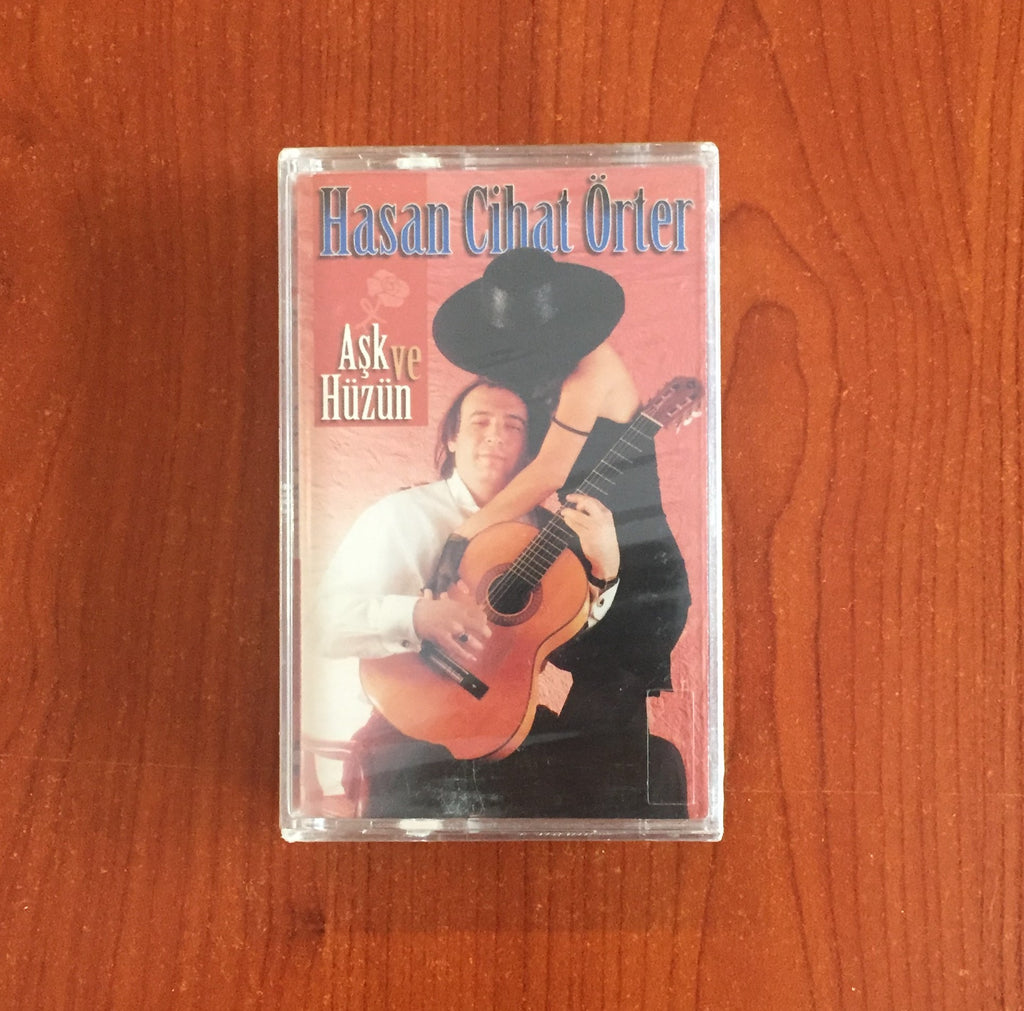 Hasan Cihat Örter
Aşk ve
Hüzün